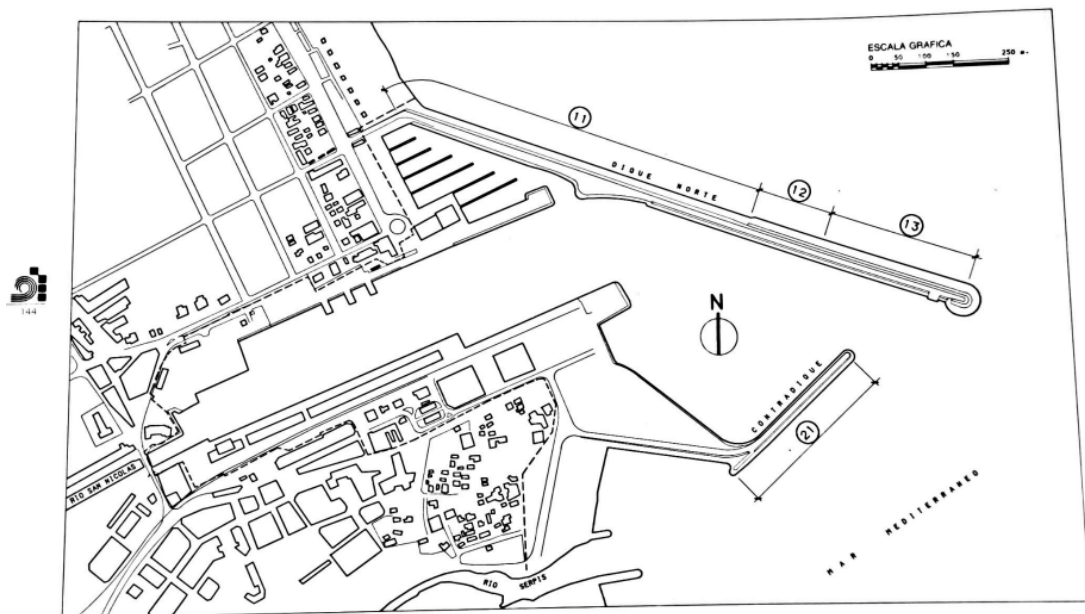 ESCALA GRAFICA
0 50 100 150 250 m.
11
DIQUE NORTE
12
13
144
N
CONTRADIQUE
21
RIO SAN NICOLAS
MAR MEDITERRANEO
RIO SERPIS